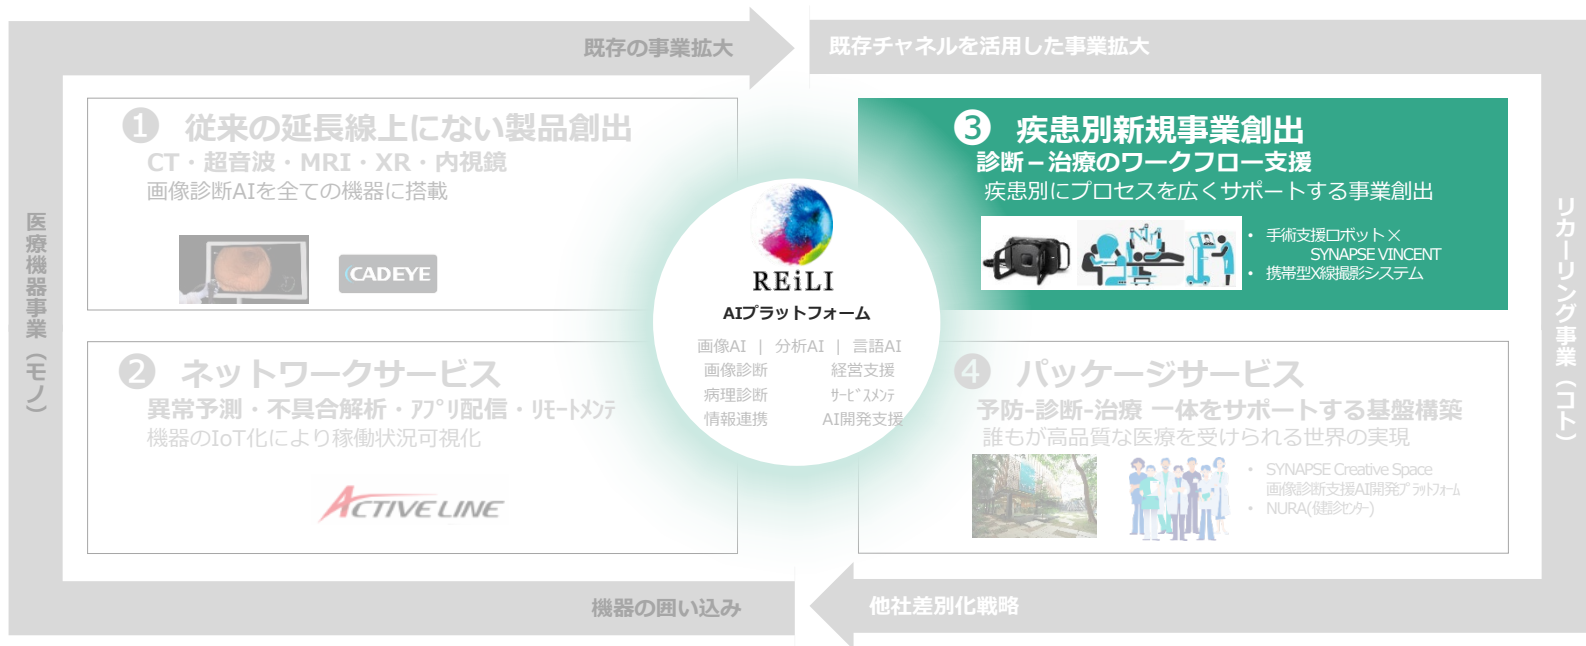 既存の事業拡大
既存チャネルを活用した事業拡大
医療機器事業（モノ）
❶ 従来の延長線上にない製品創出
CT・超音波・MRI・XR・内視鏡
画像診断AIを全ての機器に搭載
CADEYE
❷ ネットワークサービス
異常予測・不具合解析・ｱﾌﾟﾘ配信・ﾘﾓｰﾄﾒﾝﾃ
機器のIoT化により稼働状況可視化
ACTIVE LINE
REiLI
AIプラットフォーム
画像AI | 分析AI | 言語AI
画像診断 経営支援
病理診断 ｻｰﾋﾞｽﾒﾝﾃ
情報連携 AI開発支援
❸ 疾患別新規事業創出
診断－治療のワークフロー支援
疾患別にプロセスを広くサポートする事業創出
• 手術支援ロボット×
SYNAPSE VINCENT
• 携帯型X線撮影システム
❹ パッケージサービス
予防-診断-治療 一体をサポートする基盤構築
誰もが高品質な医療を受けられる世界の実現
• SYNAPSE Creative Space
画像診断支援AI開発ﾌﾟﾗｯﾄﾌｫｰﾑ
• NURA(健診ｾﾝﾀｰ)
リカーリング事業（コト）
機器の囲い込み
他社差別化戦略